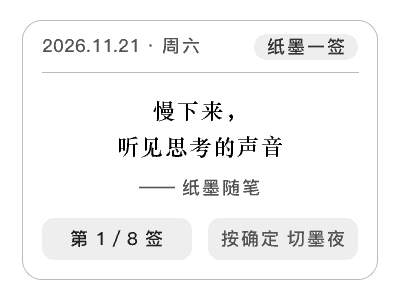 2026.11.21 · 周六
纸墨一签
慢下来，
听见思考的声音
—— 纸墨随笔
第 1 / 8 签
按确定 切墨夜